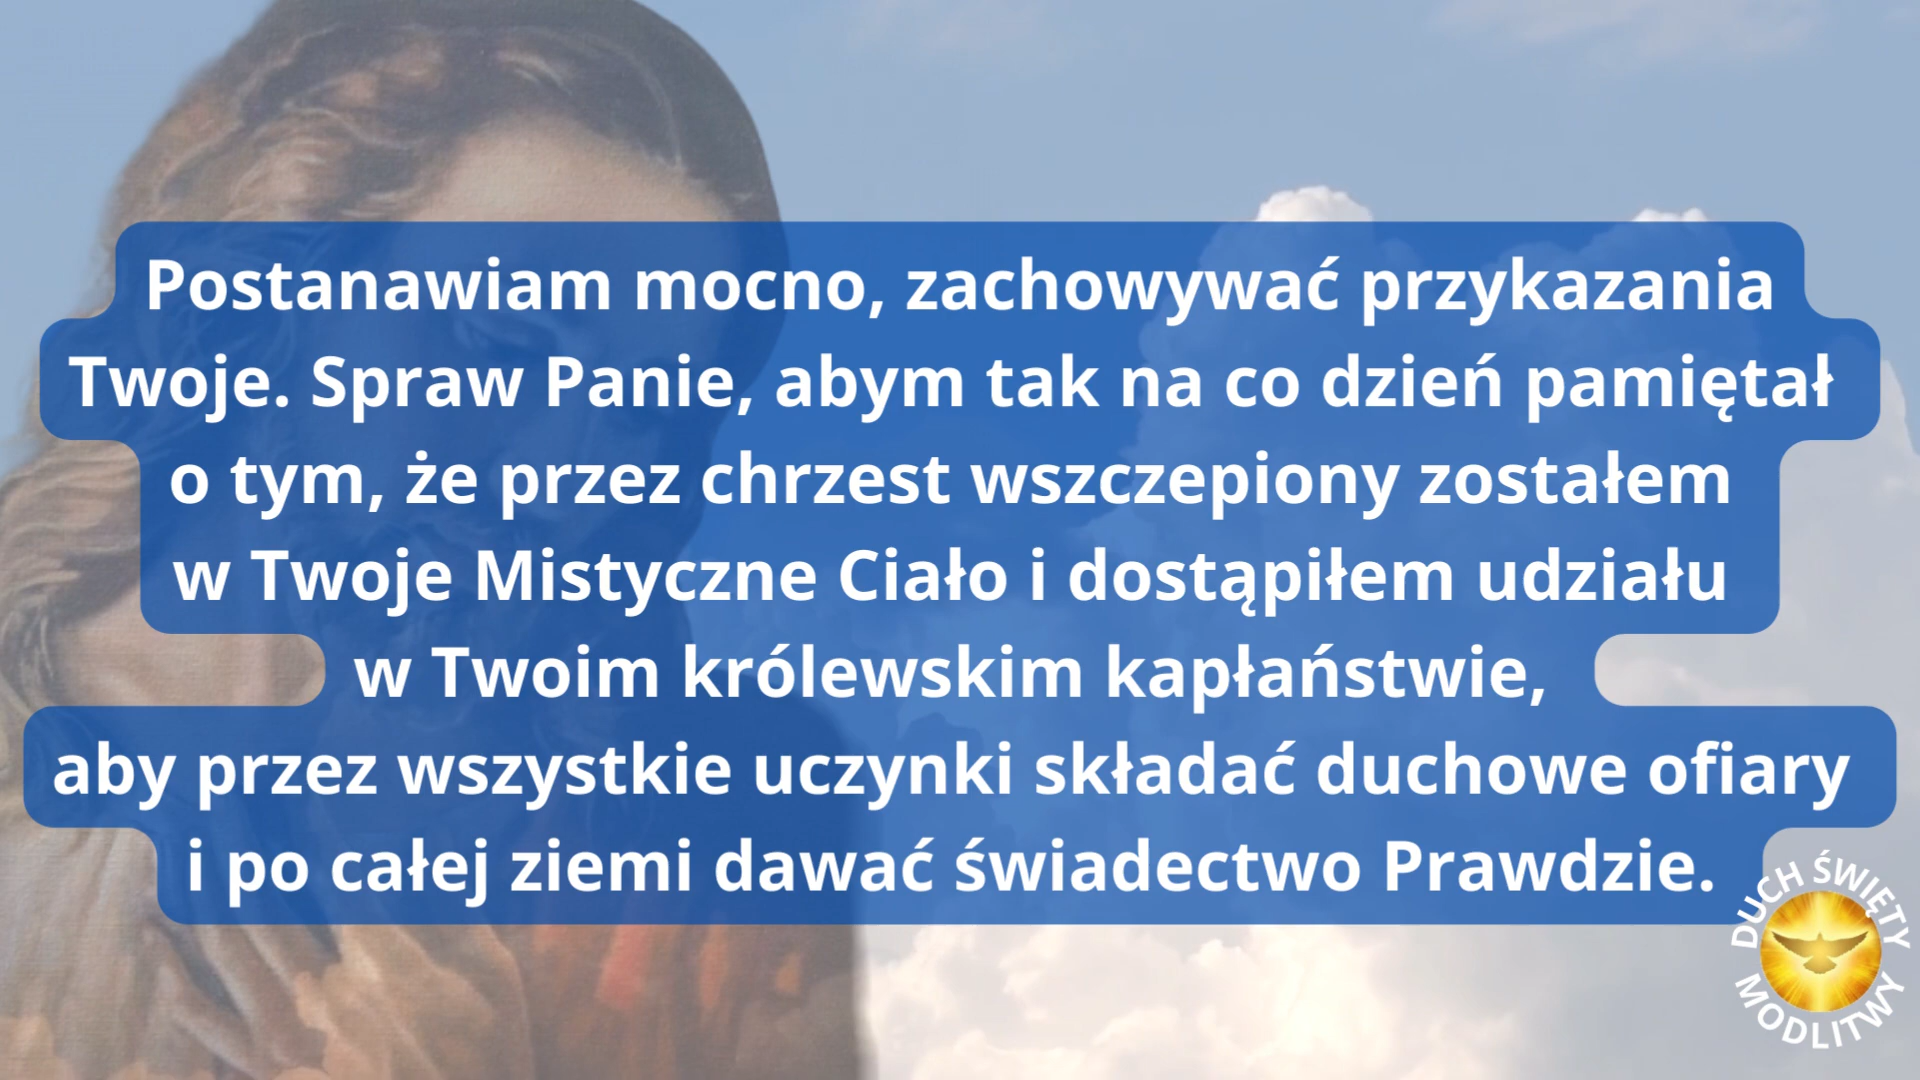 Postanawiam mocno, zachowywać przykazania
Twoje. Spraw Panie, abym tak na co dzień pamiętał
o tym, że przez chrzest wszczepiony zostałem
w Twoje Mistyczne Ciało i dostąpiłem udziału
w Twoim królewskim kapłaństwie,
aby przez wszystkie uczynki składać duchowe ofiary
i po całej ziemi dawać świadectwo Prawdzie.
DUCH ŚWIĘTY
MODLITWY